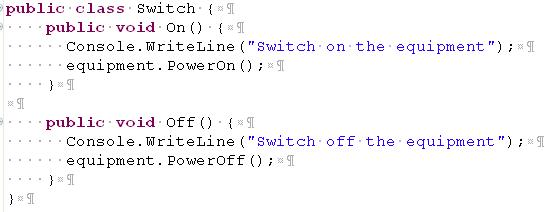 public class Switch {
    public void On() {
      Console.WriteLine("Switch on the equipment");
      equipment.PowerOn();
    }

    public void Off() {
      Console.WriteLine("Switch off the equipment");
      equipment.PowerOff();
    }
}